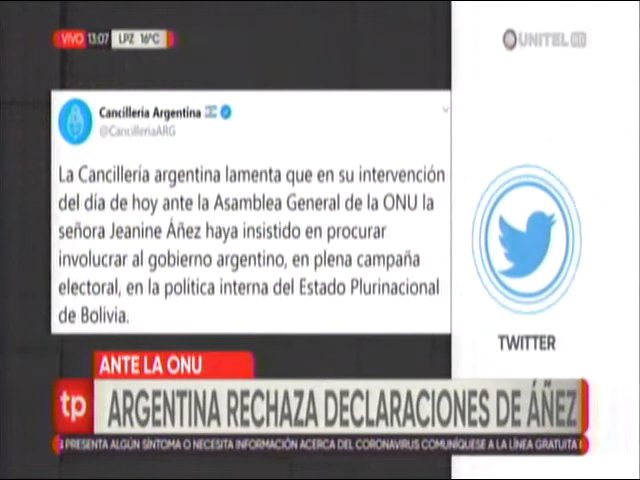 VIVO 13:07 LPZ 16°C
UNITEL HD
Cancillería Argentina
@CancilleriaARG
La Cancillería argentina lamenta que en su intervención
del día de hoy ante la Asamblea General de la ONU la
señora Jeanine Áñez haya insistido en procurar
involucrar al gobierno argentino, en plena campaña
electoral, en la política interna del Estado Plurinacional
de Bolivia.
TWITTER
ANTE LA ONU
tp ARGENTINA RECHAZA DECLARACIONES DE ÁÑEZ
PRESENTA ALGÚN SÍNTOMA O NECESITA INFORMACIÓN ACERCA DEL CORONAVIRUS COMUNÍQUESE A LA LÍNEA GRATUITA